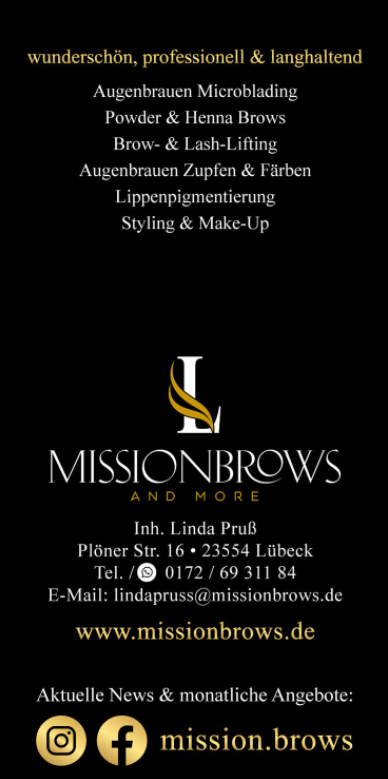 wunderschön, professionell & langhaltend
Augenbrauen Microblading
Powder & Henna Brows
Brow- & Lash-Lifting
Augenbrauen Zupfen & Färben
Lippenpigmentierung
Styling & Make-Up
L
MISSIONBROWS
AND MORE
Inh. Linda Pruß
Plöner Str. 16 • 23554 Lübeck
Tel. / 0172 / 69 311 84
E-Mail: lindapruss@missionbrows.de
www.missionbrows.de
Aktuelle News & monatliche Angebote:
mission.brows